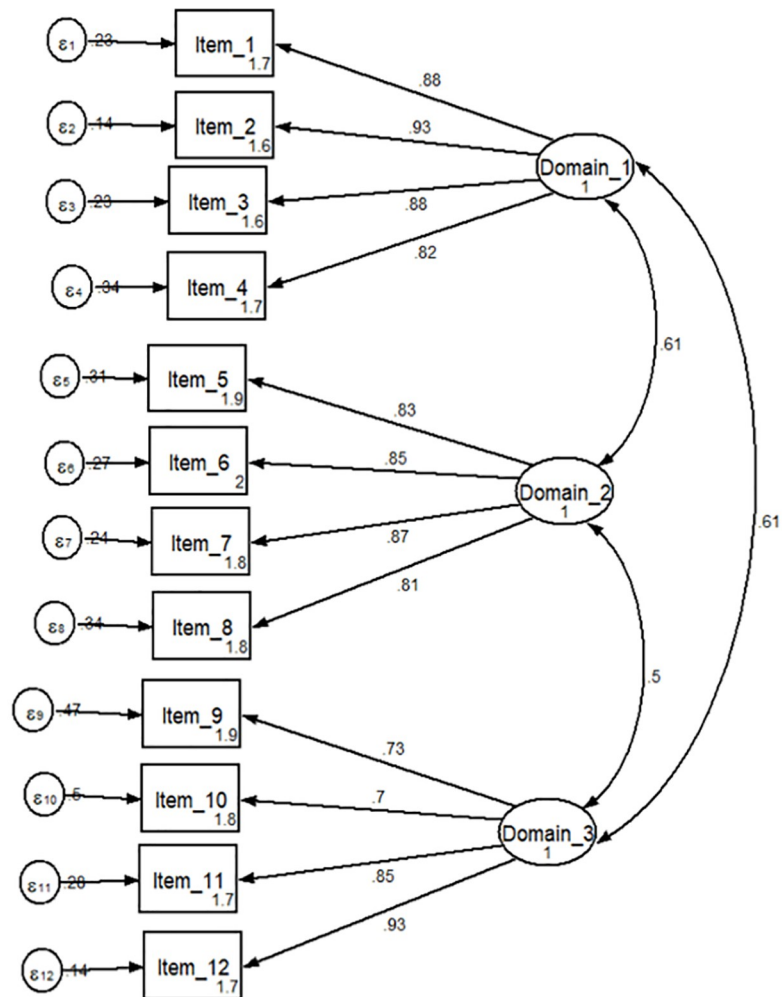 ε1 .23 Item_1 1.7
.88
ε2 .14 Item_2 1.6
.93
Domain_1
1
ε3 .23 Item_3 1.6
.88
ε4 .34 Item_4 1.7
.82
.61
ε5 .31 Item_5 1.9
.83
ε6 .27 Item_6 2
.85
Domain_2
1
ε7 .24 Item_7 1.8
.87
.61
ε8 .34 Item_8 1.8
.81
.5
ε9 .47 Item_9 1.9
.73
ε10 .5 Item_10 1.8
.7
Domain_3
1
ε11 .28 Item_11 1.7
.85
ε12 .14 Item_12 1.7
.93